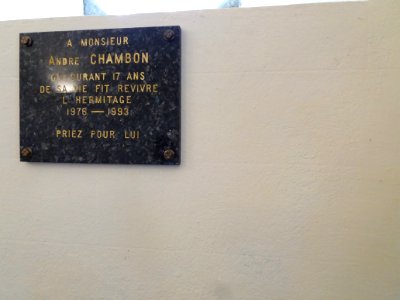 A MONSIEUR
ANDRÉ CHAMBON
QUI DURANT 17 ANS
DE SA VIE FIT REVIVRE
L'HERMITAGE
1976 — 1993
PRIEZ POUR LUI